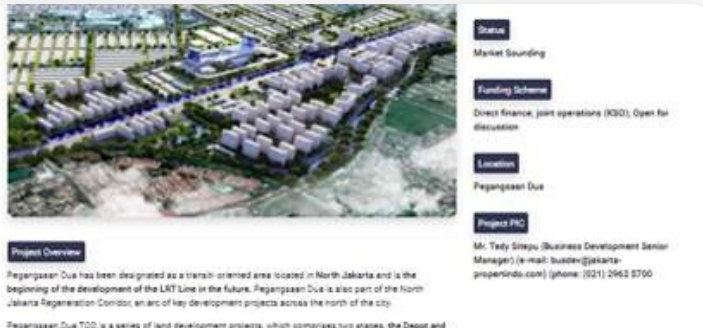 Status
Market Sounding
Funding Scheme
Direct finance, joint operations (KSO); Open for
discussion
Location
Pegangsaan Dua
Project PIC
Mr. Tedy Sitepu (Business Development Senior
Manager) (e-mail: busdev@jakarta-
propertindo.com) (phone: (021) 2962 5700
Project Overview
Pegangsaan Dua has been designated as a transit- oriented area located in North Jakarta and is the
beginning of the development of the LRT Line in the future. Pegangsaan Dua is also part of the North
Jakarta Regeneration Corridor, an arc of key development projects across the north of the city.
Pegangsaan Dua TOD is a series of land development projects, which comprises two stages, the Depot and